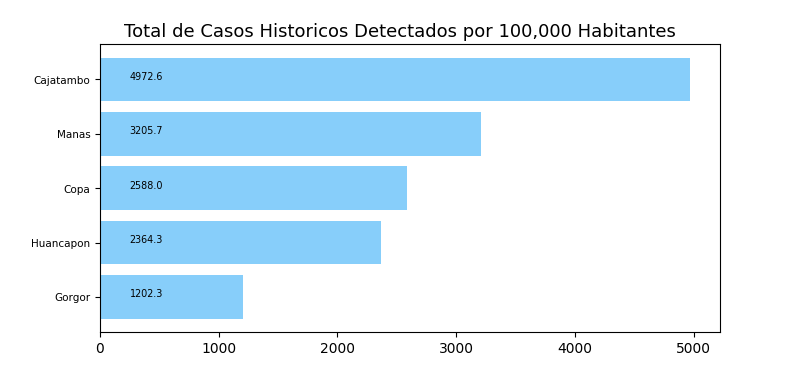 Total de Casos Historicos Detectados por 100,000 Habitantes
Cajatambo 4972.6
Manas 3205.7
Copa 2588.0
Huancapon 2364.3
Gorgor 1202.3
0 1000 2000 3000 4000 5000